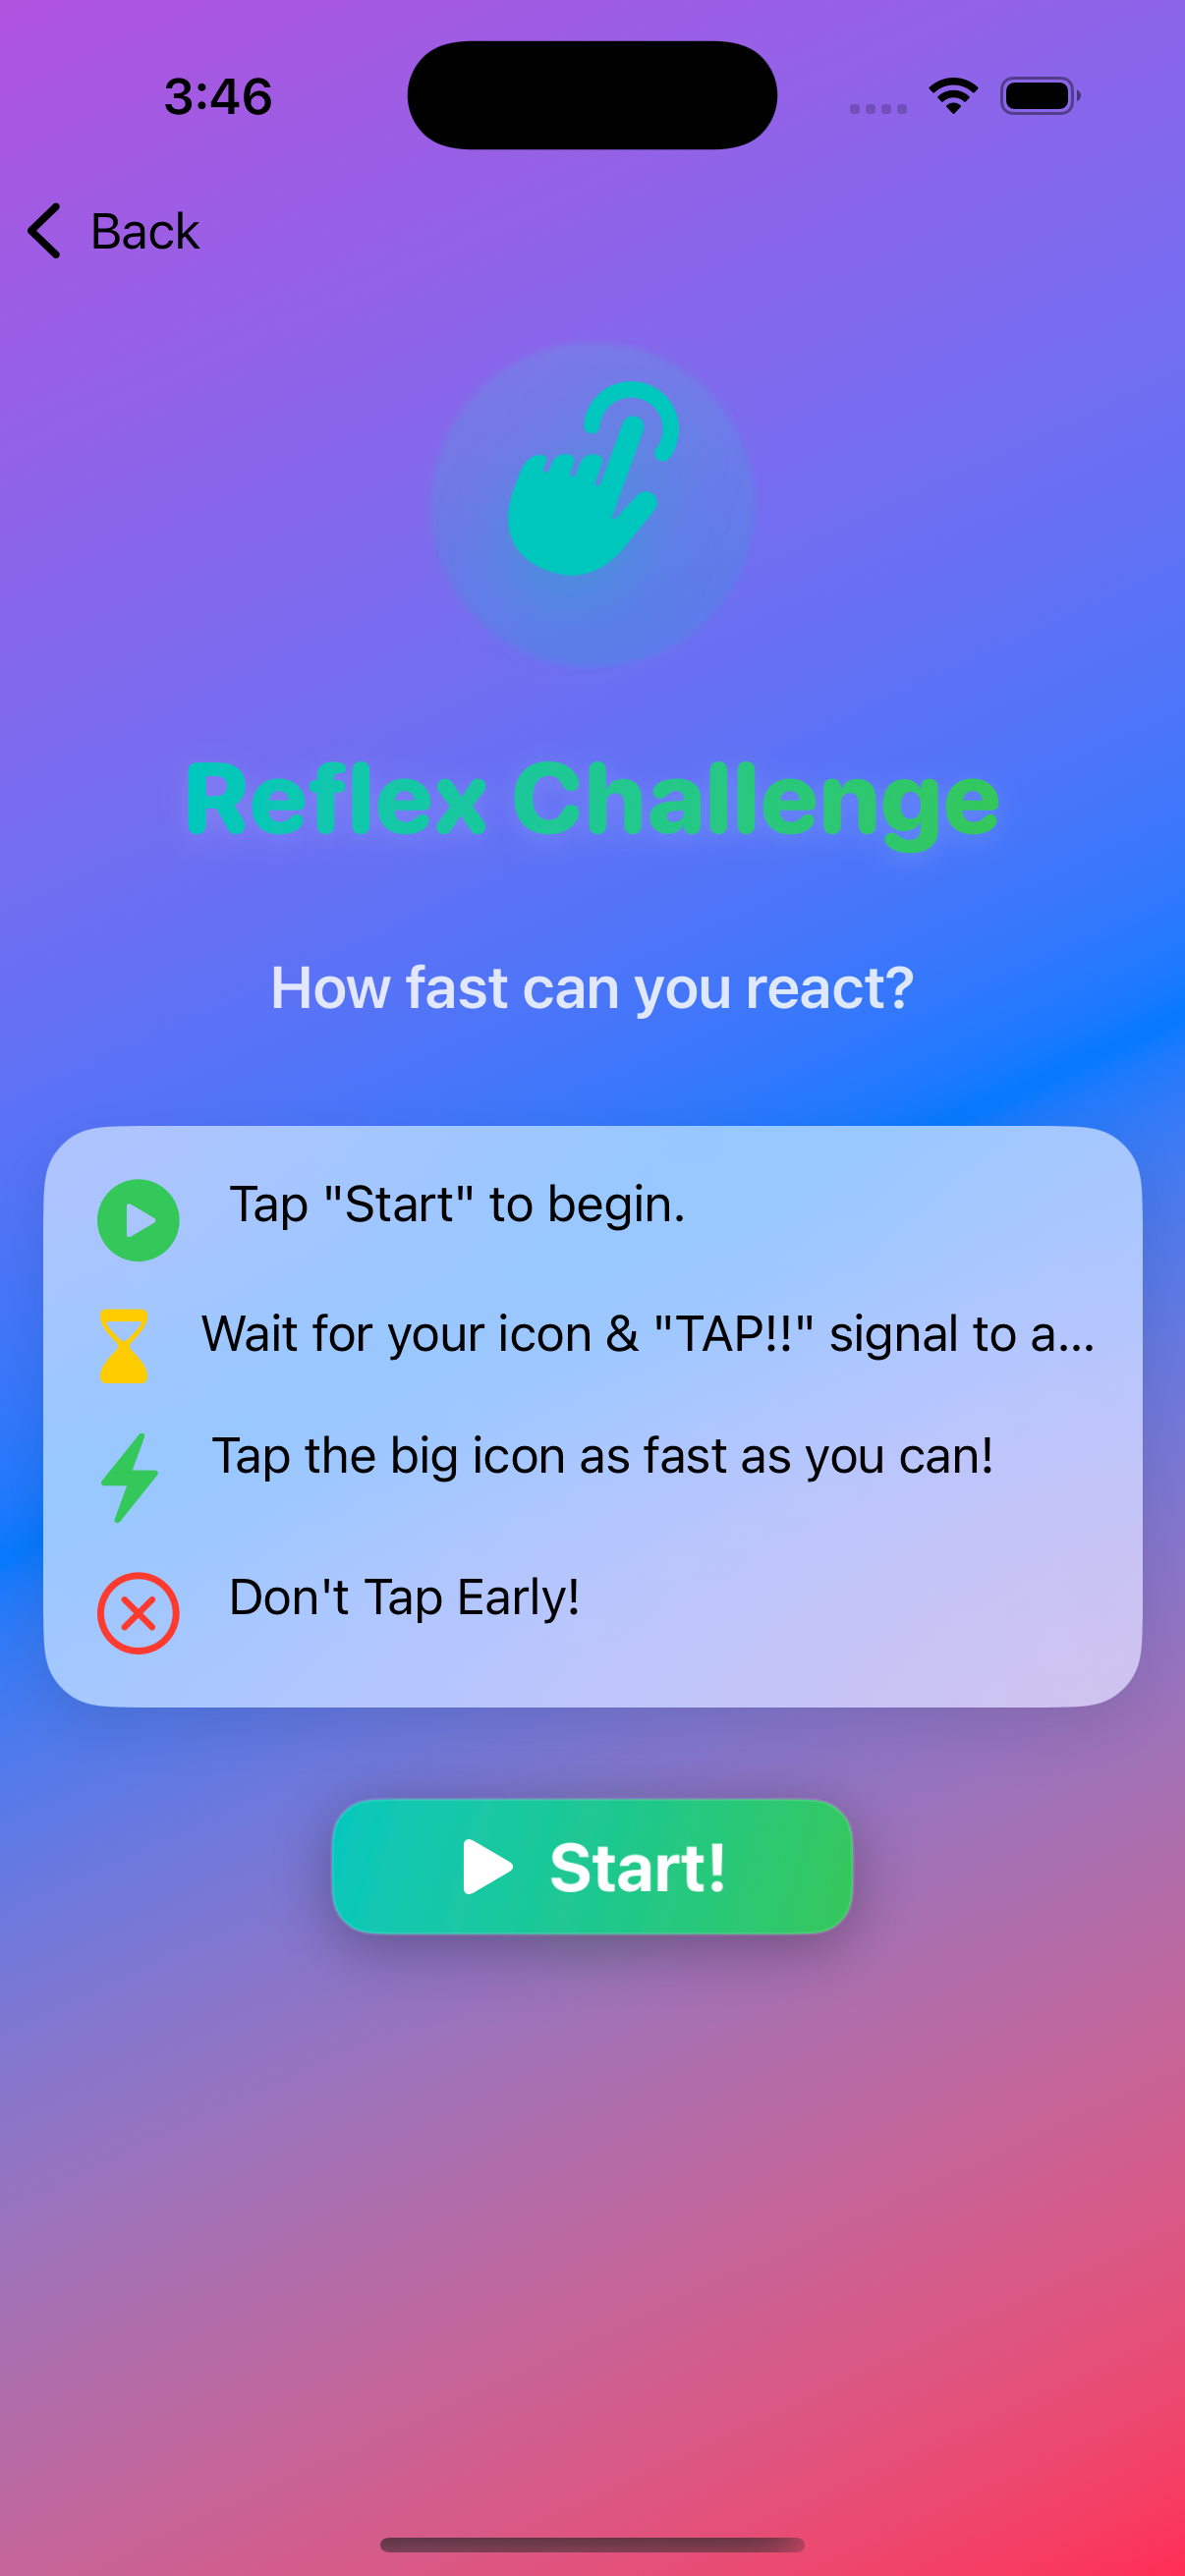 3:46
Back
Reflex Challenge
How fast can you react?
Tap "Start" to begin.
Wait for your icon & "TAP!!" signal to a...
Tap the big icon as fast as you can!
Don't Tap Early!
Start!